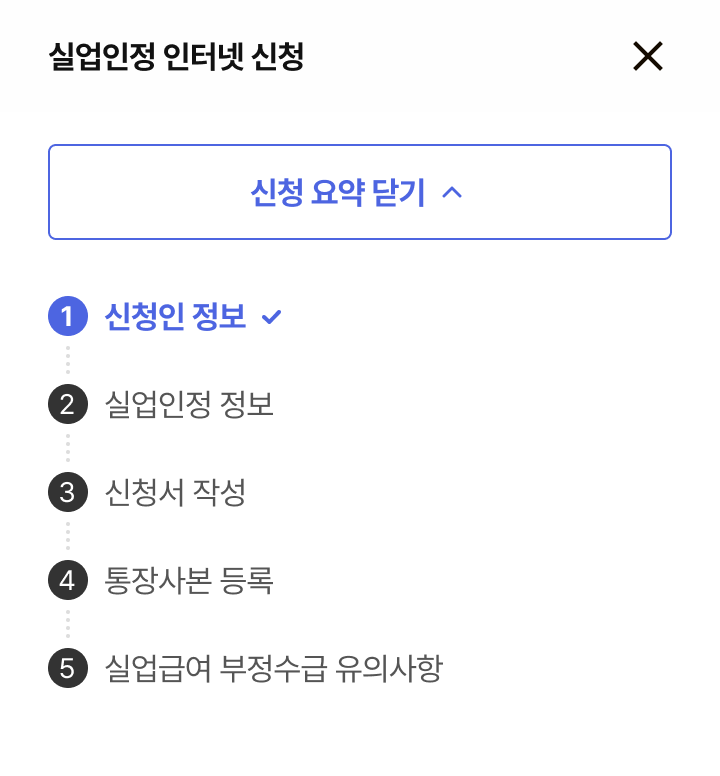 실업인정 인터넷 신청
신청 요약 닫기
1 신청인 정보
2 실업인정 정보
3 신청서 작성
4 통장사본 등록
5 실업급여 부정수급 유의사항